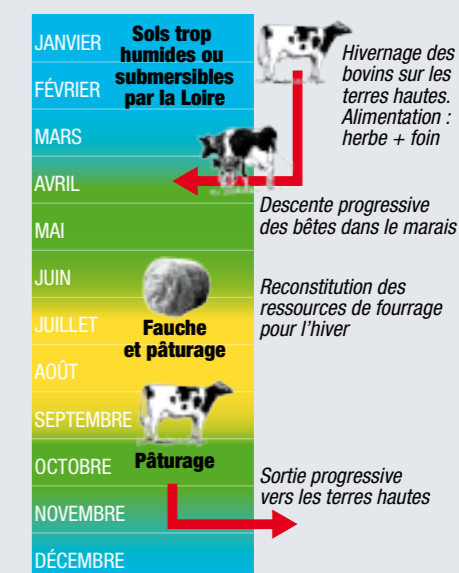 JANVIER
FÉVRIER
MARS
AVRIL
MAI
JUIN
JUILLET
AOÛT
SEPTEMBRE
OCTOBRE
NOVEMBRE
DÉCEMBRE
Sols trop
humides ou
submersibles
par la Loire
Fauche
et pâturage
Pâturage
Hivernage des
bovins sur les
terres hautes.
Alimentation :
herbe + foin
Descente progressive
des bêtes dans le marais
Reconstitution des
ressources de fourrage
pour l'hiver
Sortie progressive
vers les terres hautes